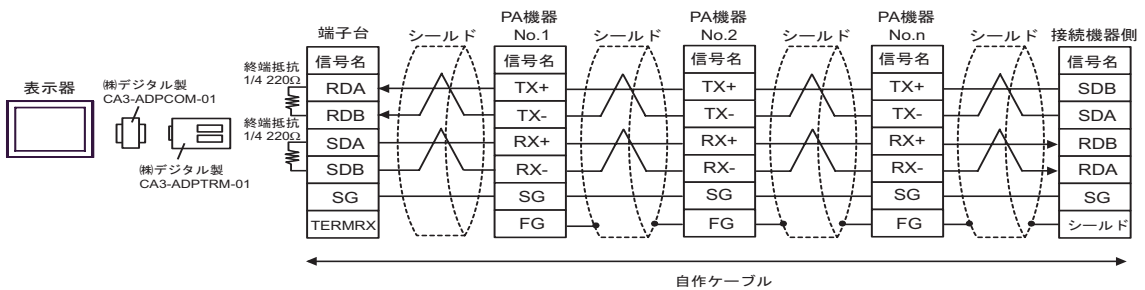 表示器
㈱デジタル製
CA3-ADPCOM-01
㈱デジタル製
CA3-ADPTRM-01
終端抵抗
1/4 220Ω
終端抵抗
1/4 220Ω
端子台
信号名
RDA
RDB
SDA
SDB
SG
TERMRX
シールド
PA機器
No.1
信号名
TX+
TX-
RX+
RX-
SG
FG
シールド
PA機器
No.2
信号名
TX+
TX-
RX+
RX-
SG
FG
シールド
PA機器
No.n
信号名
TX+
TX-
RX+
RX-
SG
FG
シールド
接続機器側
信号名
SDB
SDA
RDB
RDA
SG
シールド
自作ケーブル